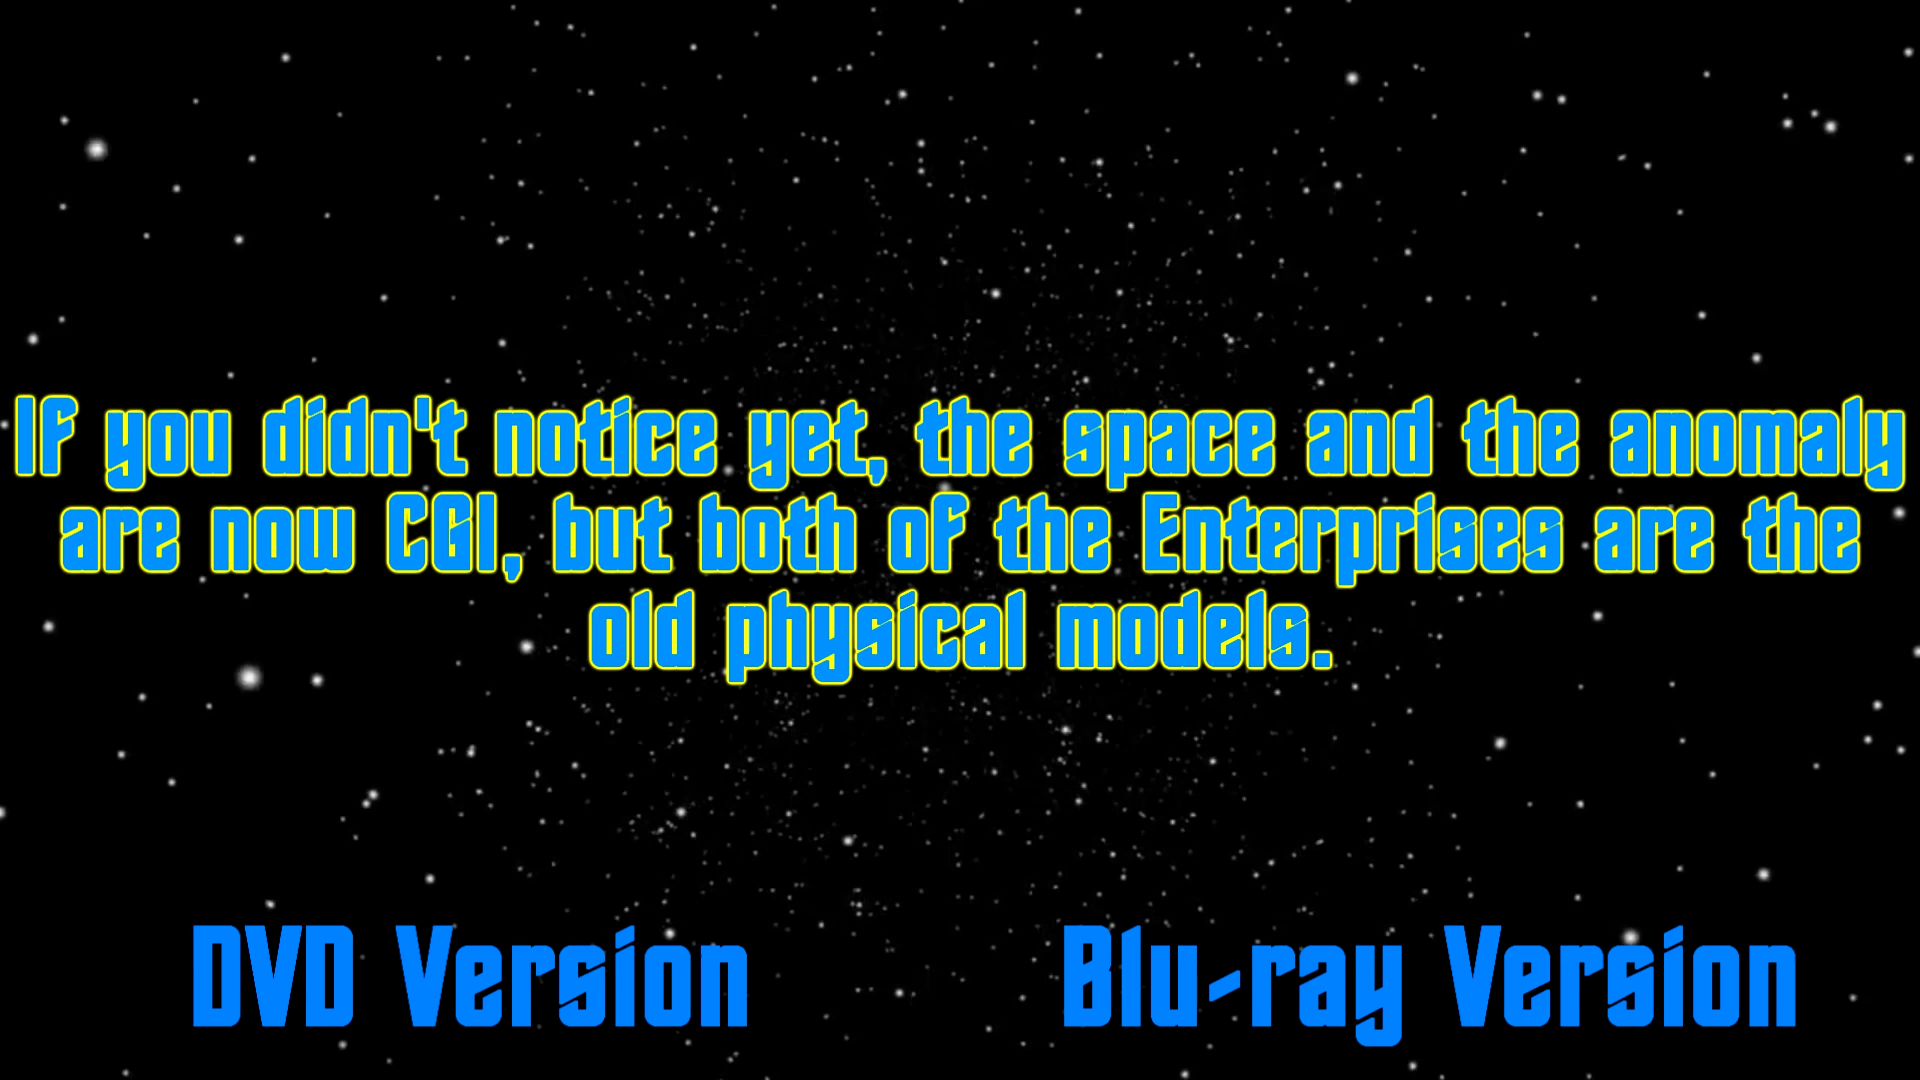 If you didn't notice yet, the space and the anomaly
are now CGI, but both of the Enterprises are the
old physical models.
DVD Version
Blu-ray Version